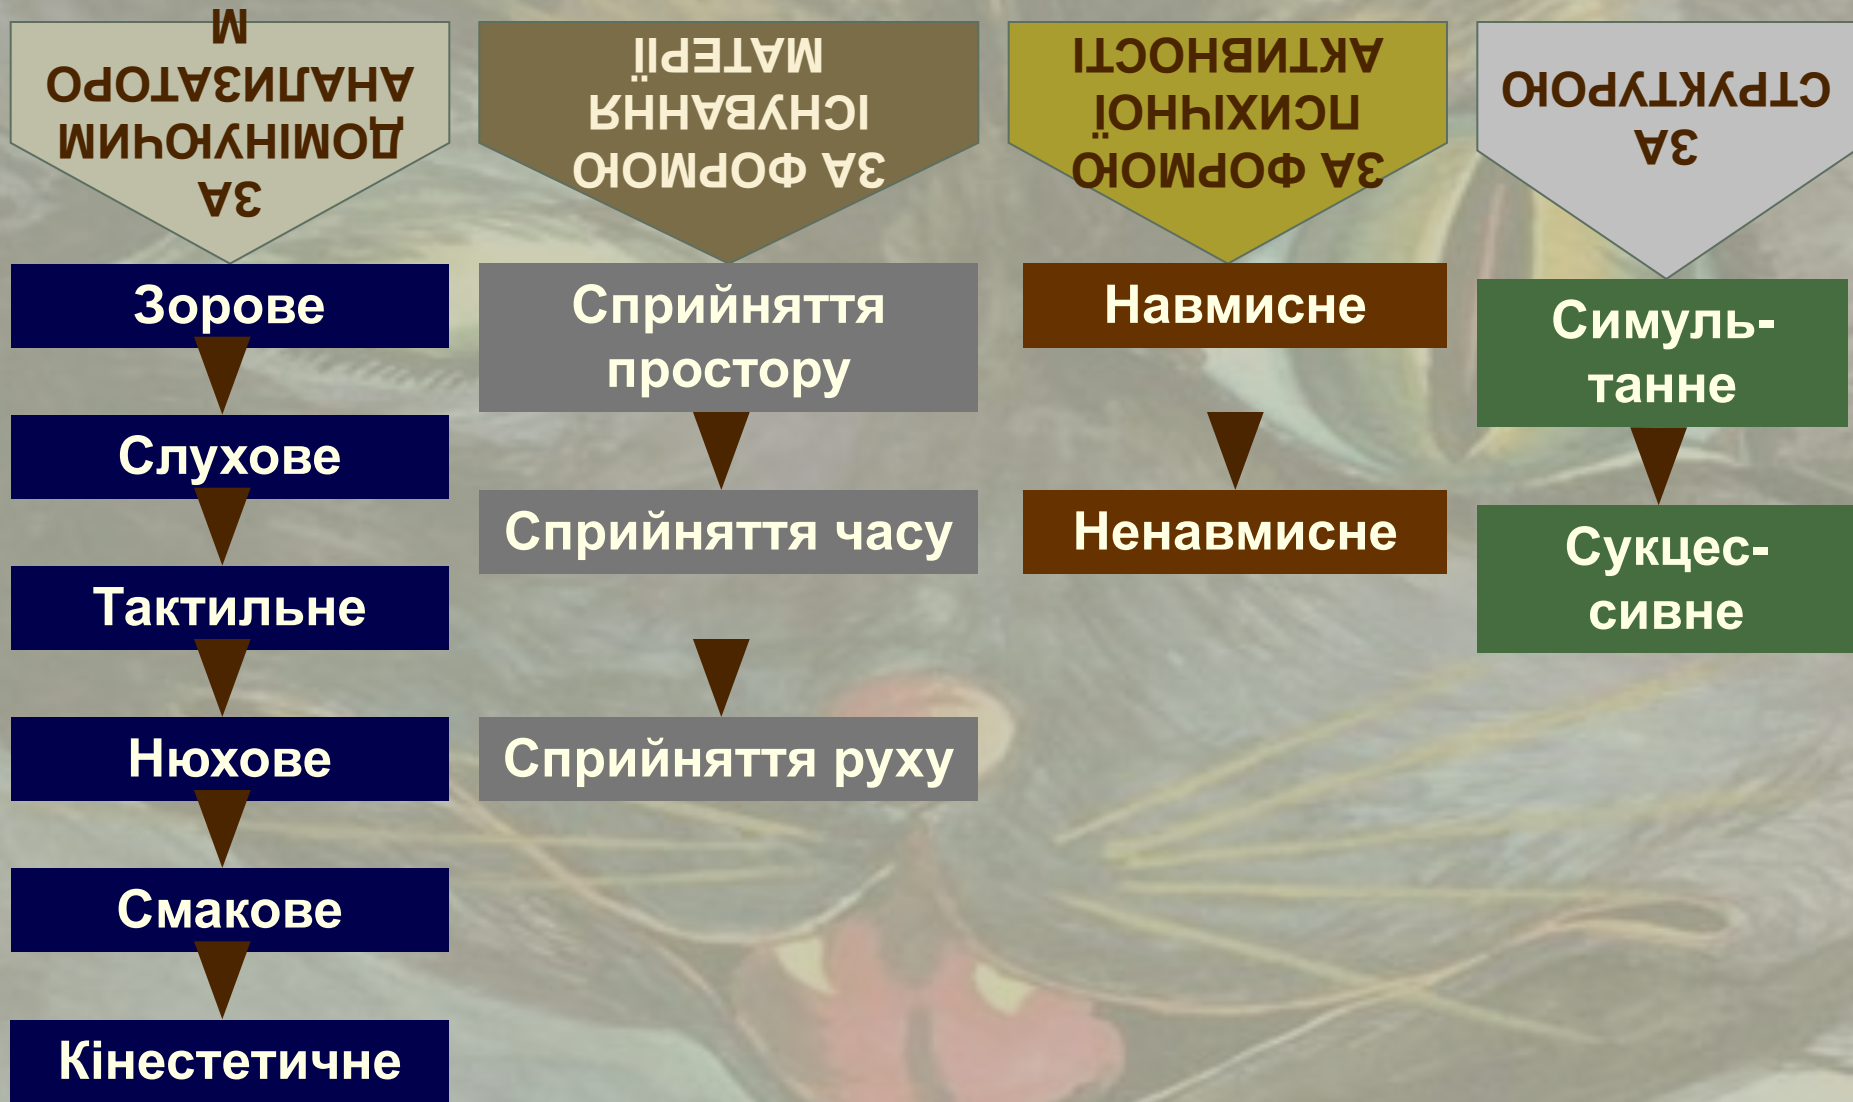 ЗА
ДОМІНУЮЧИМ
АНАЛИЗАТОРО
М
Зорове
Слухове
Тактильне
Нюхове
Смакове
Кінестетичне
ЗА ФОРМОЮ
ІСНУВАННЯ
МАТЕРІЇ
Сприйняття
простору
Сприйняття часу
Сприйняття руху
ЗА ФОРМОЮ
ПСИХІЧНОЇ
АКТИВНОСТІ
Навмисне
Ненавмисне
ЗА
СТРУКТУРОЮ
Симуль-
танне
Сукцес-
сивне